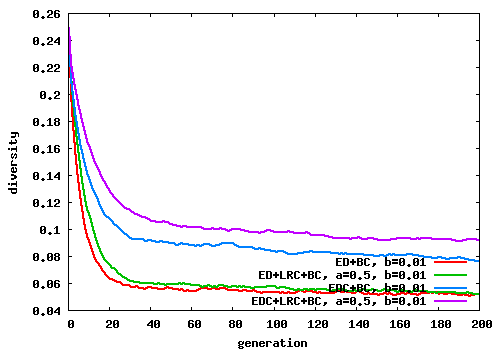 0.26
0.24
0.22
0.2
0.18
0.16
0.14
0.12
0.1
0.08
0.06
0.04
diversity
ED+BC, b=0.01
ED+LRC+BC, a=0.5, b=0.01
EDC+BC, b=0.01
EDC+LRC+BC, a=0.5, b=0.01
0 20 40 60 80 100 120 140 160 180 200
generation